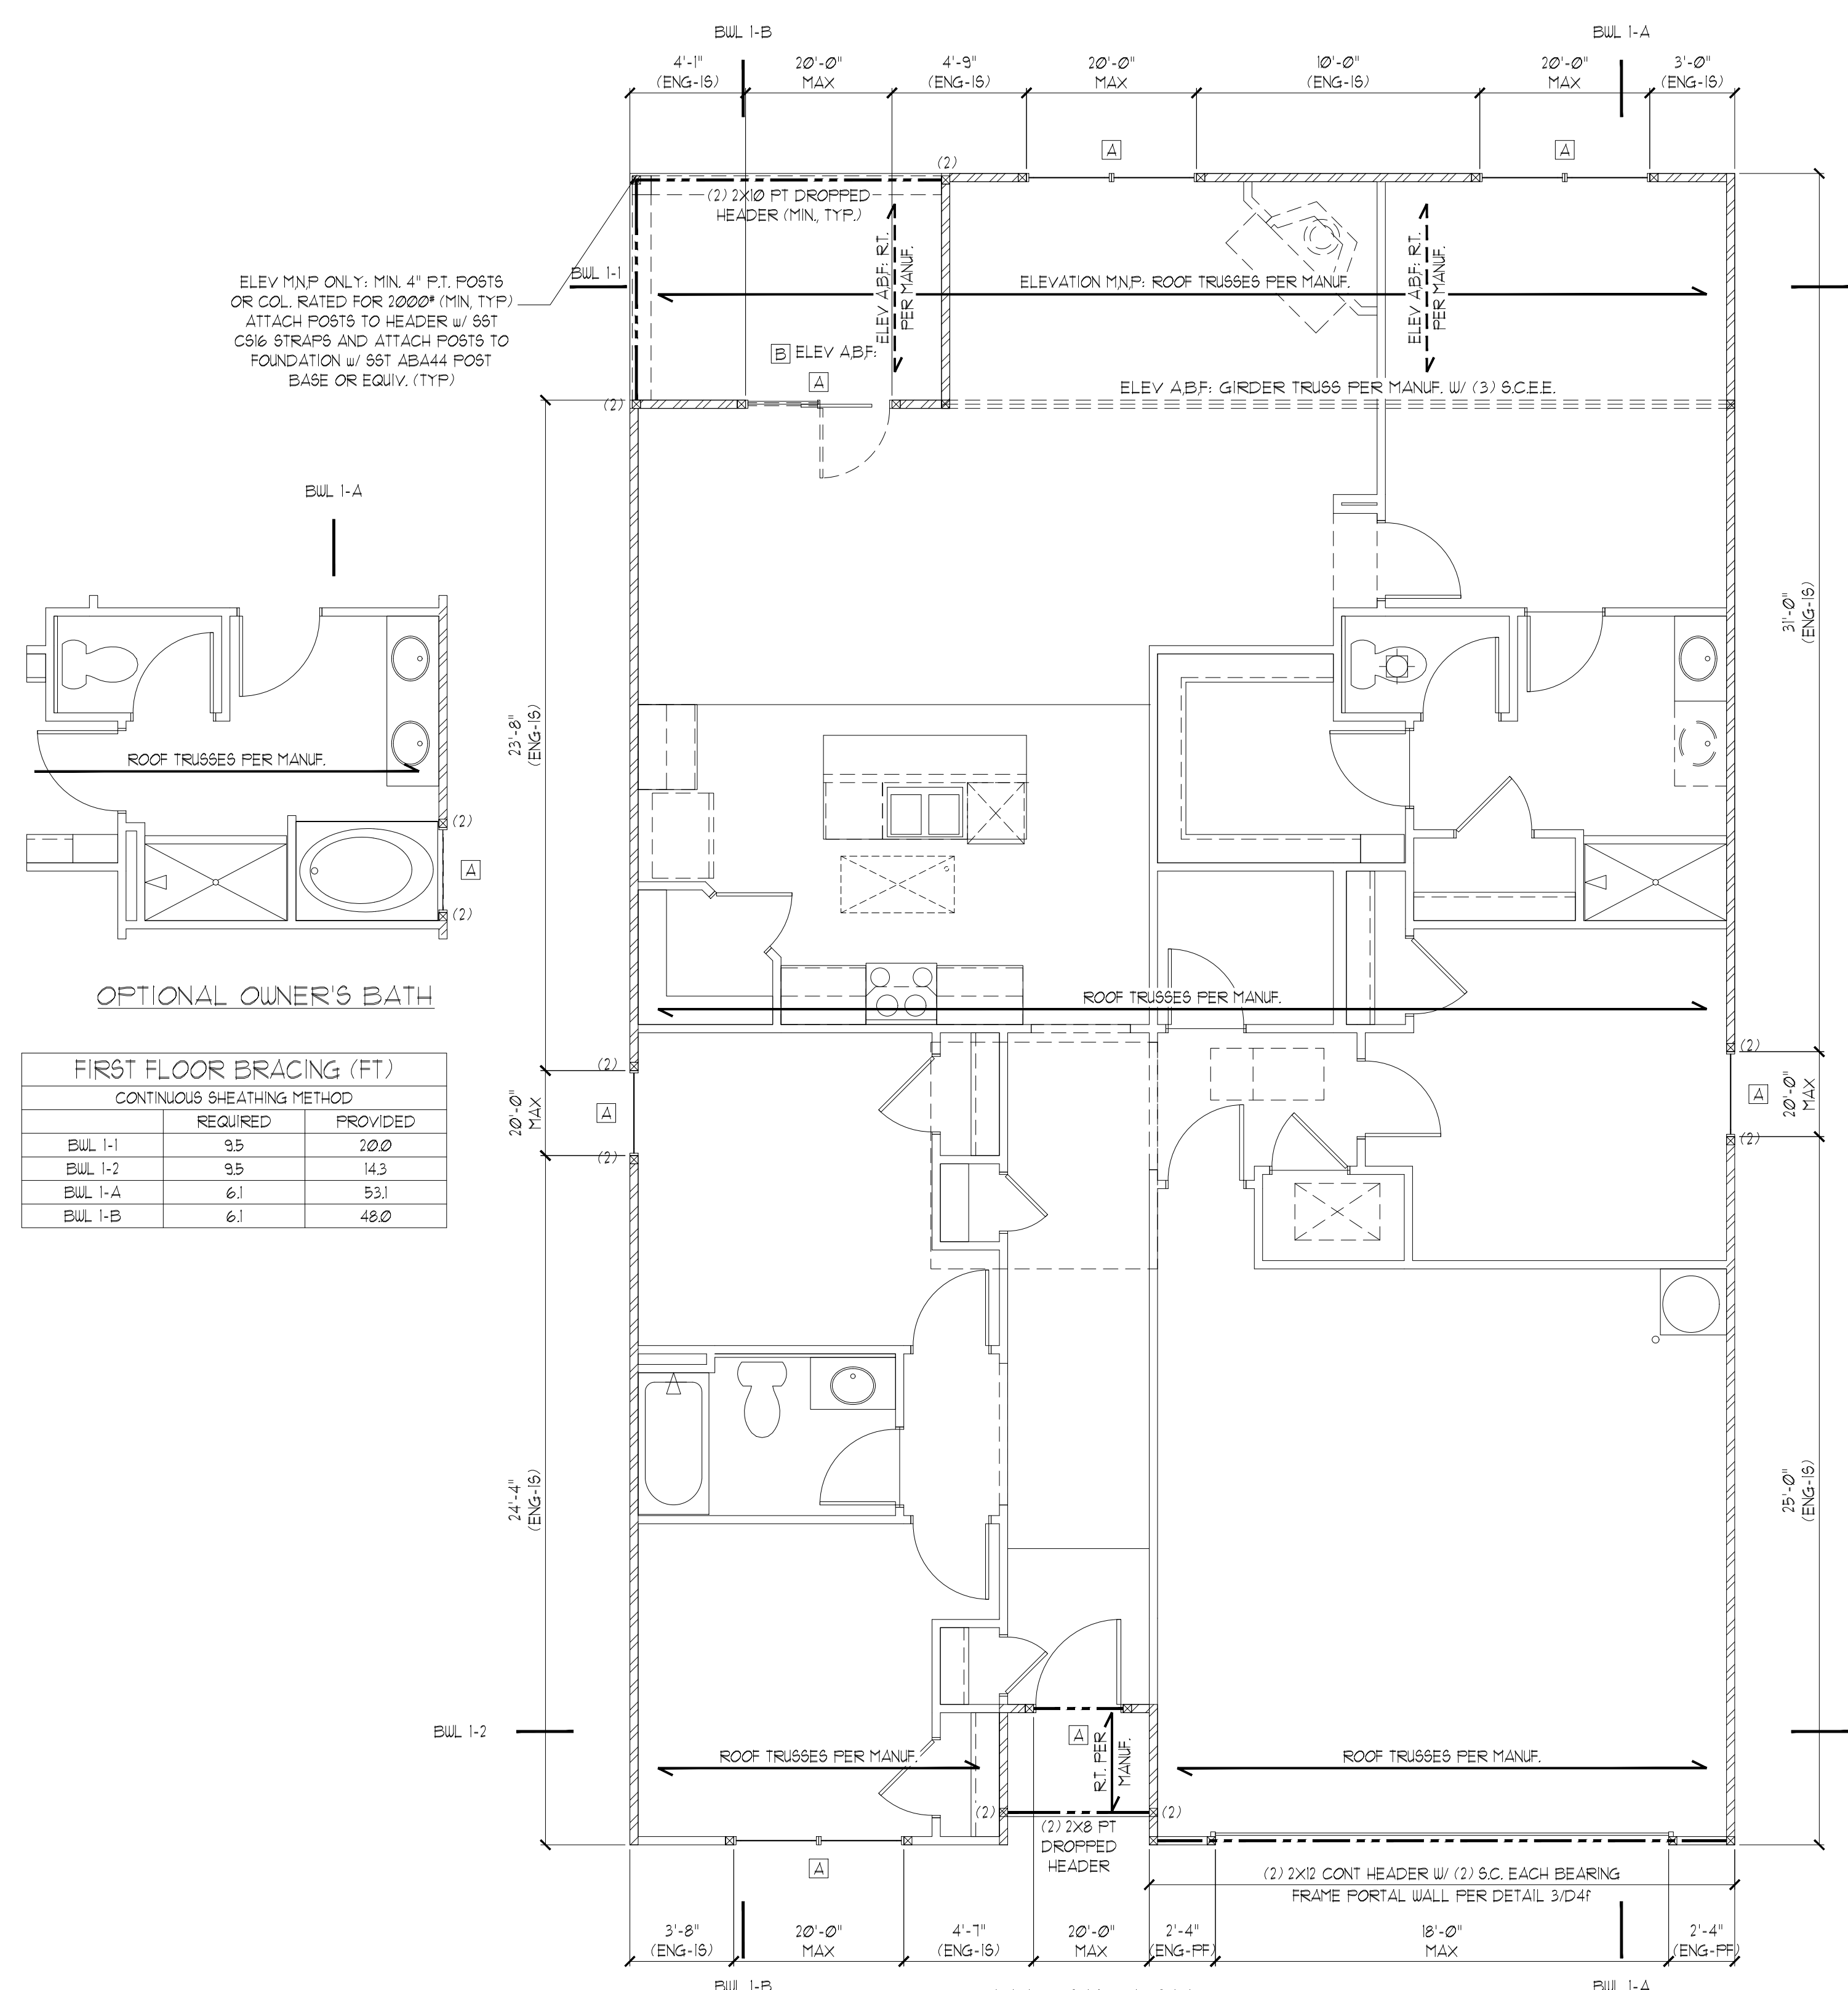 BWL 1-B
BWL 1-A
4'-1"
(ENG-IS)
20'-0"
MAX
4'-9"
(ENG-IS)
20'-0"
MAX
10'-0"
(ENG-IS)
20'-0"
MAX
3'-0"
(ENG-IS)
A
A
(2)
(2) 2X10 PT DROPPED
HEADER (MIN., TYP.)
ELEV A,B,F: R.T.
PER MANUF.
ELEV A,B,F: R.T.
PER MANUF.
BWL 1-1
ELEVATION M,N,P: ROOF TRUSSES PER MANUF.
ELEV M,N,P ONLY: MIN. 4" P.T. POSTS
OR COL. RATED FOR 2000# (MIN, TYP)
ATTACH POSTS TO HEADER w/ SST
CS16 STRAPS AND ATTACH POSTS TO
FOUNDATION w/ SST ABA44 POST
BASE OR EQUIV. (TYP)
B ELEV A,B,F:
A
ELEV A,B,F: GIRDER TRUSS PER MANUF. W/ (3) S.C.E.E.
(2)
BWL 1-A
31'-0"
(ENG-IS)
23'-8"
(ENG-IS)
ROOF TRUSSES PER MANUF.
(2)
A
(2)
OPTIONAL OWNER'S BATH
ROOF TRUSSES PER MANUF.
FIRST FLOOR BRACING (FT)
CONTINUOUS SHEATHING METHOD
REQUIRED PROVIDED
BWL 1-1 9.5 20.0
BWL 1-2 9.5 14.3
BWL 1-A 6.1 53.1
BWL 1-B 6.1 48.0
(2)
20'-0"
MAX
A
(2)
(2)
A
20'-0"
MAX
(2)
24'-4"
(ENG-IS)
25'-0"
(ENG-IS)
BWL 1-2
ROOF TRUSSES PER MANUF.
A
R.T. PER
MANUF.
ROOF TRUSSES PER MANUF.
(2)
(2)
(2) 2X8 PT
DROPPED
HEADER
A
(2) 2X12 CONT HEADER W/ (2) S.C. EACH BEARING
FRAME PORTAL WALL PER DETAIL 3/D4f
3'-8"
(ENG-IS)
20'-0"
MAX
4'-7"
(ENG-IS)
20'-0"
MAX
2'-4"
(ENG-PF)
18'-0"
MAX
2'-4"
(ENG-PF)
BWL 1-B
BWL 1-A